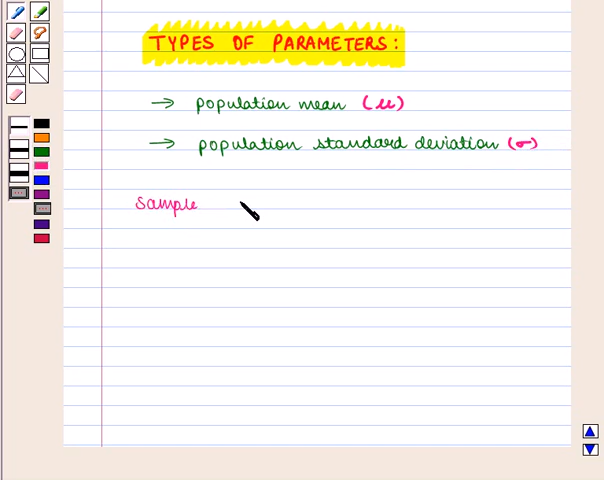 TYPES OF PARAMETERS:
→ population mean (μ)
→ population standard deviation (σ)
Sample